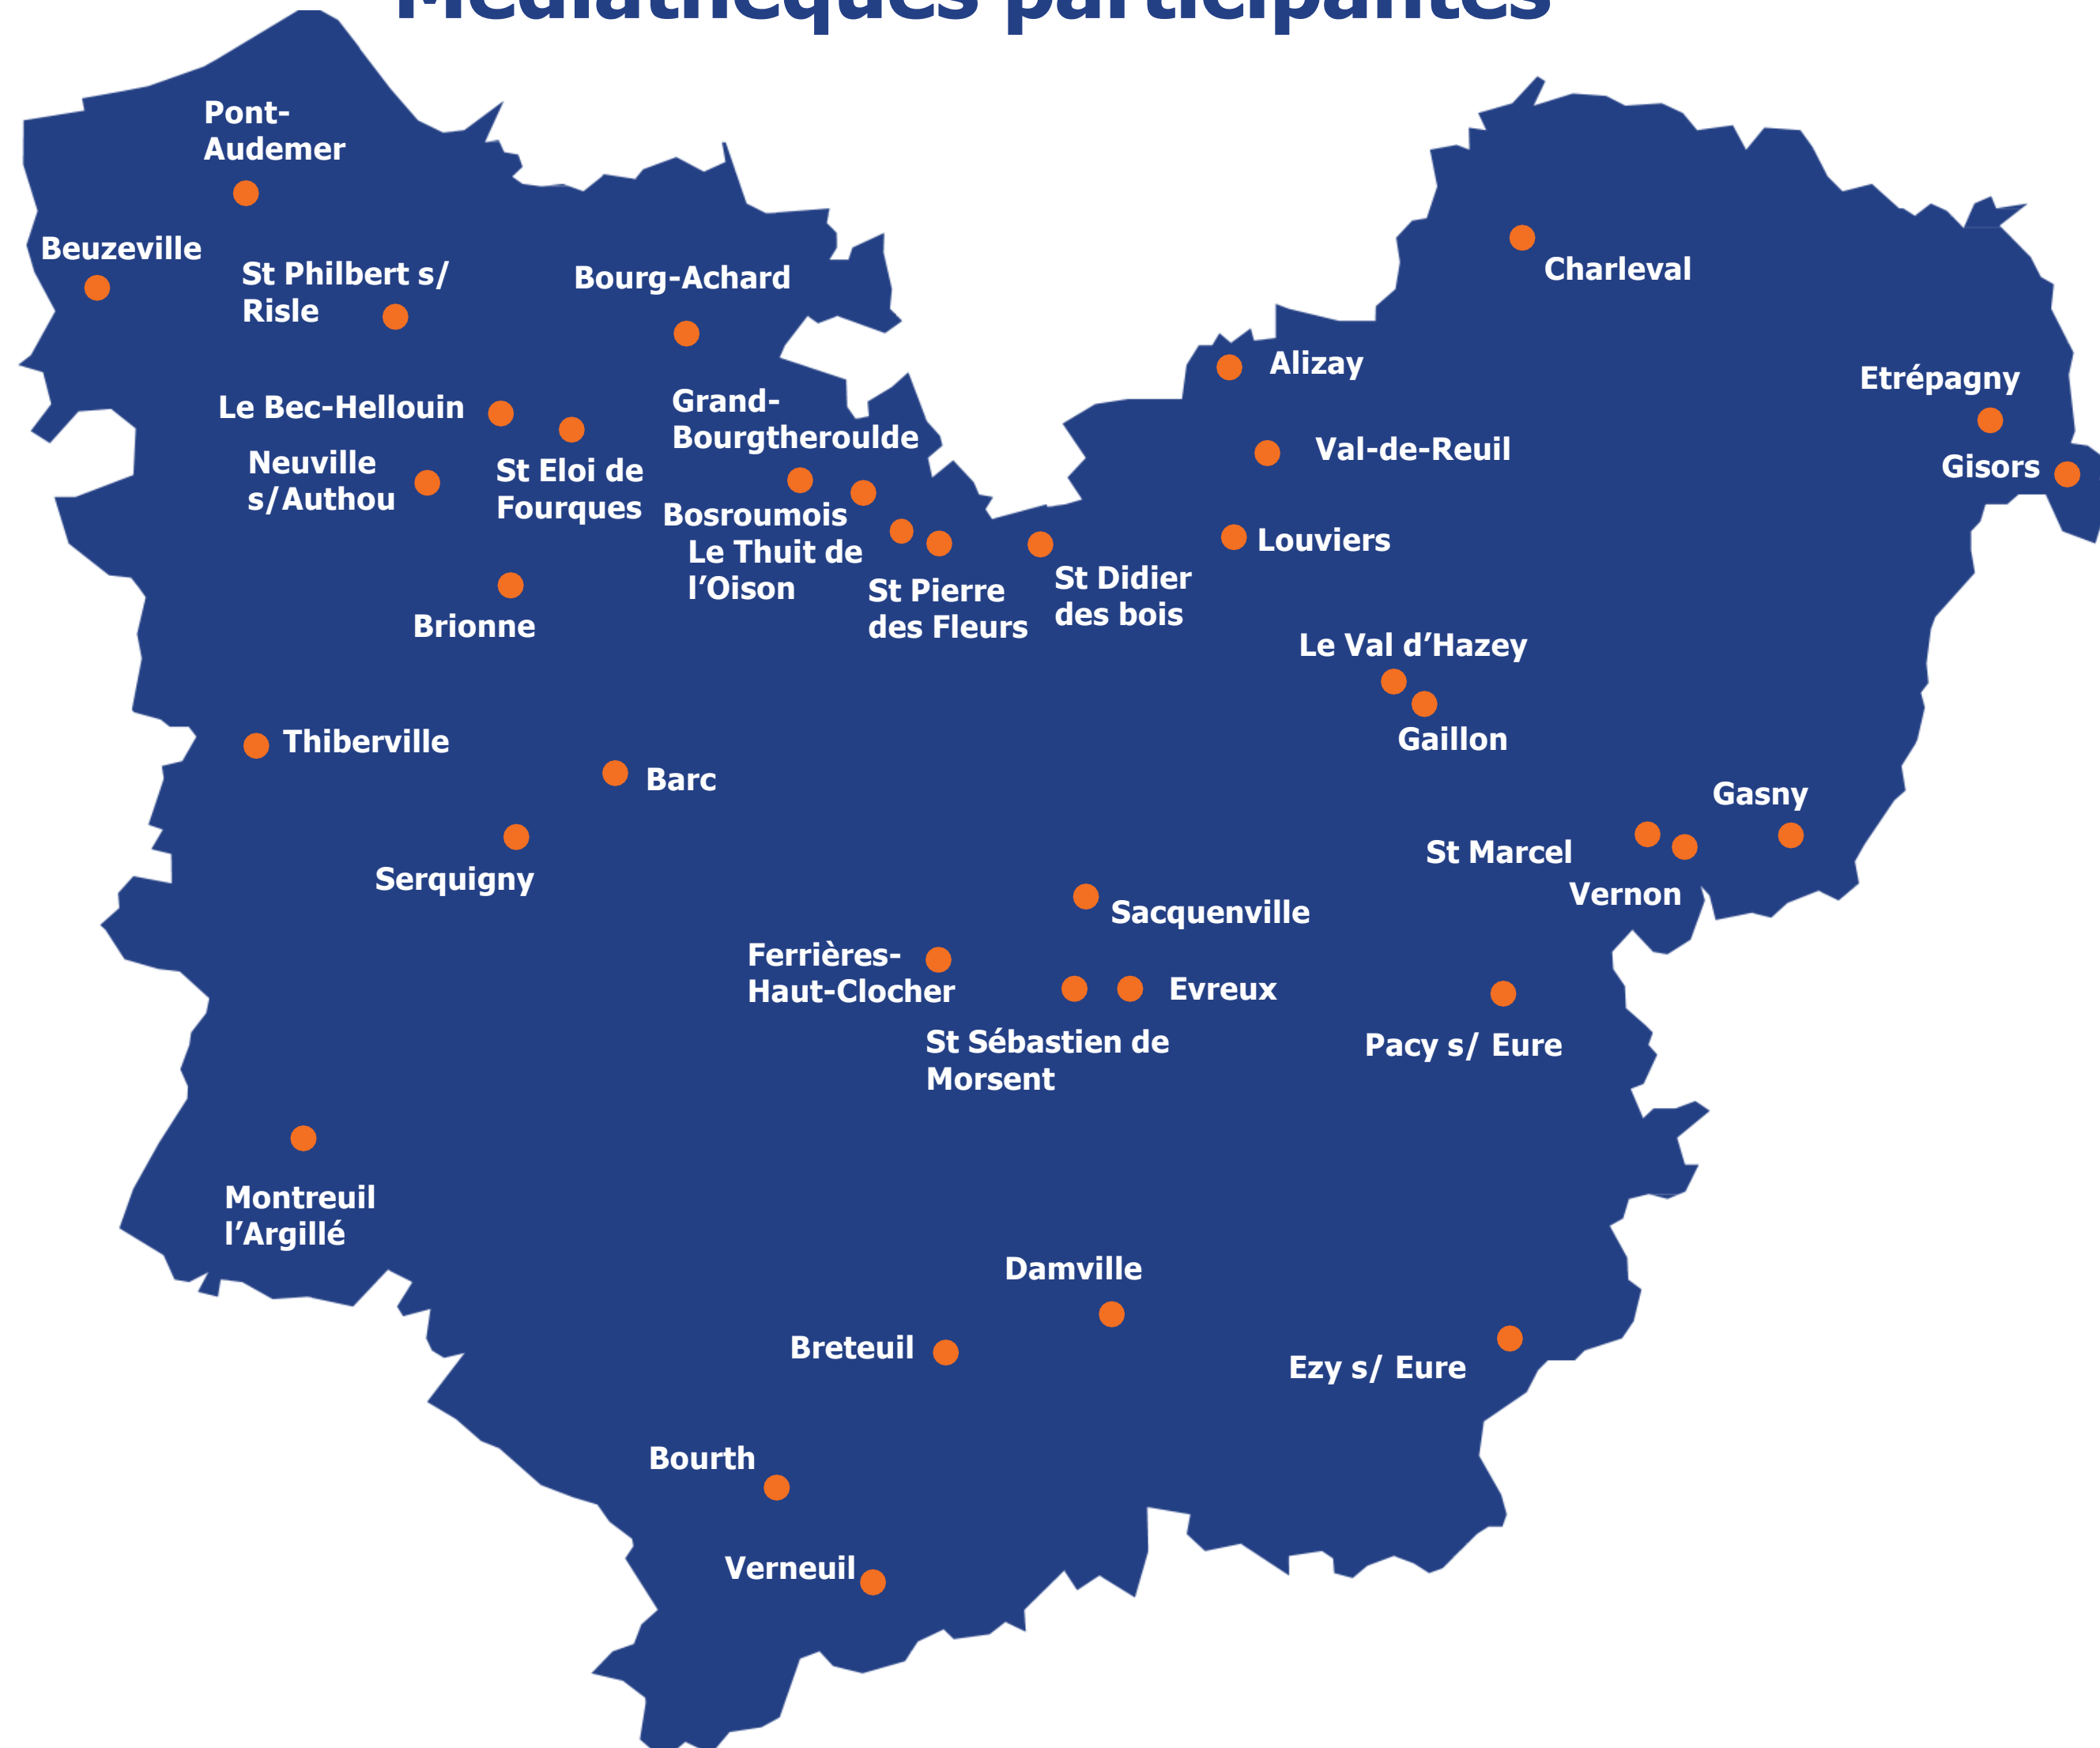 Médiathèques participantes
Pont-
Audemer
Beuzeville
St Philbert s/
Risle
Bourg-Achard
Charleval
Alizay
Etrépagny
Le Bec-Hellouin
Grand-
Bourgtheroulde
Val-de-Reuil
Gisors
Neuville
s/Authou
St Eloi de
Fourques
Bosroumois
Le Thuit de
l’Oison
Louviers
St Pierre
des Fleurs
St Didier
des bois
Brionne
Le Val d’Hazey
Gaillon
Thiberville
Barc
Gasny
St Marcel
Vernon
Serquigny
Sacquenville
Ferrières-
Haut-Clocher
Evreux
St Sébastien de
Morsent
Pacy s/ Eure
Montreuil
l’Argillé
Damville
Breteuil
Ezy s/ Eure
Bourth
Verneuil